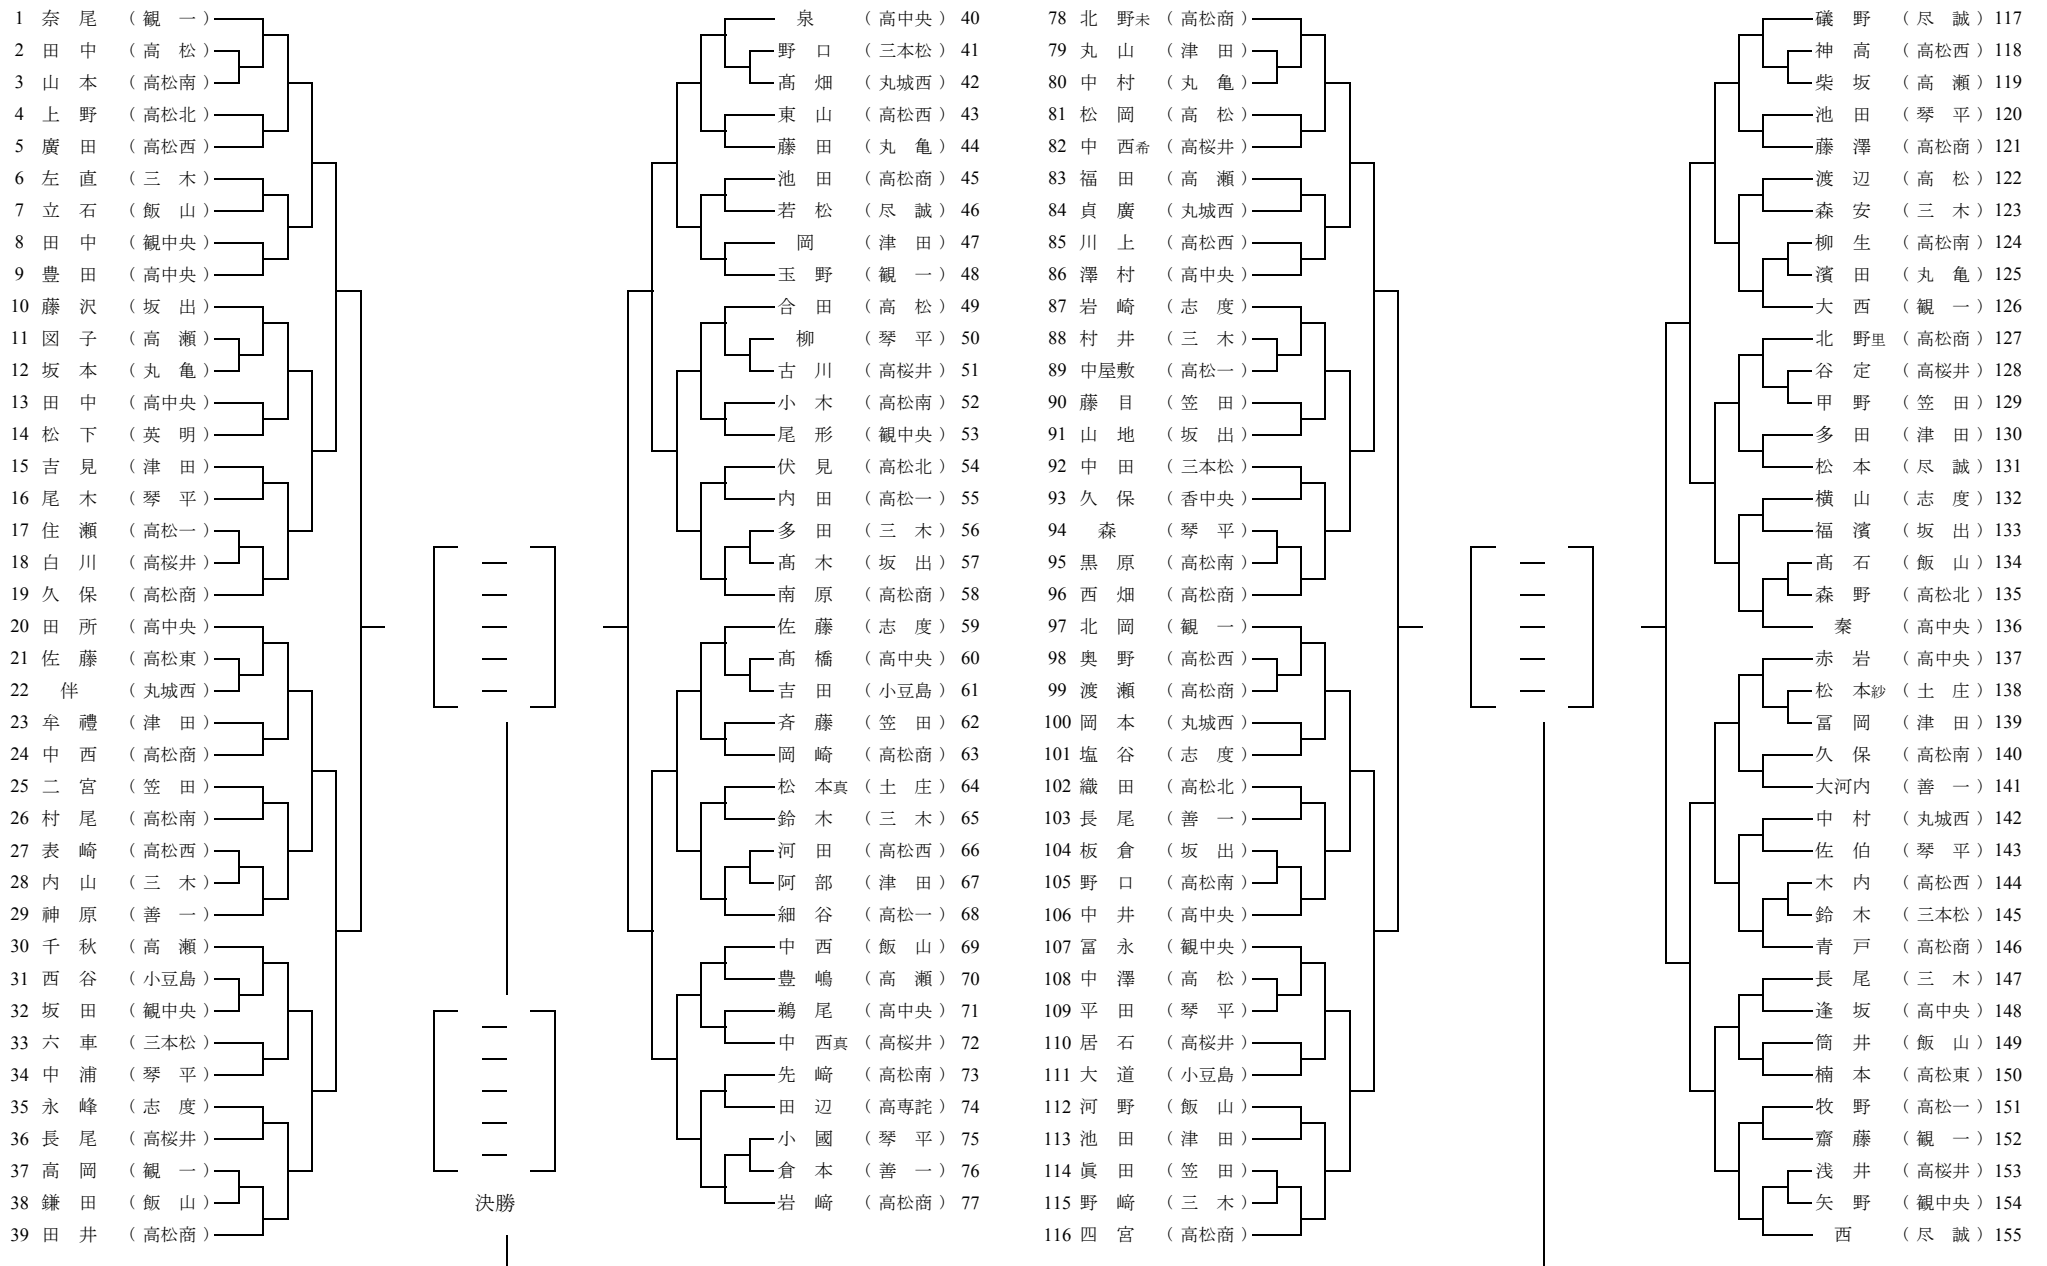 1 奈尾 (観一)
2 田中 (高松)
3 山本 (高松南)
4 上野 (高松北)
5 廣田 (高松西)
6 左直 (三木)
7 立石 (飯山)
8 田中 (観中央)
9 豊田 (高中央)
10 藤沢 (坂出)
11 図子 (高瀬)
12 坂本 (丸亀)
13 田中 (高中央)
14 松下 (英明)
15 吉見 (津田)
16 尾木 (琴平)
17 住瀬 (高松一)
18 白川 (高桜井)
19 久保 (高松商)
20 田所 (高中央)
21 佐藤 (高松東)
22 伴 (丸城西)
23 牟禮 (津田)
24 中西 (高松商)
25 二宮 (笠田)
26 村尾 (高松南)
27 表崎 (高松西)
28 内山 (三木)
29 神原 (善一)
30 千秋 (高瀬)
31 西谷 (小豆島)
32 坂田 (観中央)
33 六車 (三本松)
34 中浦 (琴平)
35 永峰 (志度)
36 長尾 (高桜井)
37 高岡 (観一)
38 鎌田 (飯山)
39 田井 (高松商)
決勝
泉 (高中央) 40
野口 (三本松) 41
髙畑 (丸城西) 42
東山 (高松西) 43
藤田 (丸亀) 44
池田 (高松商) 45
若松 (尽誠) 46
岡 (津田) 47
玉野 (観一) 48
合田 (高松) 49
柳 (琴平) 50
古川 (高桜井) 51
小木 (高松南) 52
尾形 (観中央) 53
伏見 (高松北) 54
内田 (高松一) 55
多田 (三木) 56
髙木 (坂出) 57
南原 (高松商) 58
佐藤 (志度) 59
髙橋 (高中央) 60
吉田 (小豆島) 61
斉藤 (笠田) 62
岡崎 (高松商) 63
松本真 (土庄) 64
鈴木 (三木) 65
河田 (高松西) 66
阿部 (津田) 67
細谷 (高松一) 68
中西 (飯山) 69
豊嶋 (高瀬) 70
鵜尾 (高中央) 71
中西真 (高桜井) 72
先﨑 (高松南) 73
田辺 (高専詫) 74
小國 (琴平) 75
倉本 (善一) 76
岩﨑 (高松商) 77
78 北野未 (高松商)
79 丸山 (津田)
80 中村 (丸亀)
81 松岡 (高松)
82 中西希 (高桜井)
83 福田 (高瀬)
84 貞廣 (丸城西)
85 川上 (高松西)
86 澤村 (高中央)
87 岩崎 (志度)
88 村井 (三木)
89 中屋敷 (高松一)
90 藤目 (笠田)
91 山地 (坂出)
92 中田 (三本松)
93 久保 (香中央)
94 森 (琴平)
95 黒原 (高松南)
96 西畑 (高松商)
97 北岡 (観一)
98 奥野 (高松西)
99 渡瀬 (高松商)
100 岡本 (丸城西)
101 塩谷 (志度)
102 織田 (高松北)
103 長尾 (善一)
104 板倉 (坂出)
105 野口 (高松南)
106 中井 (高中央)
107 冨永 (観中央)
108 中澤 (高松)
109 平田 (琴平)
110 居石 (高桜井)
111 大道 (小豆島)
112 河野 (飯山)
113 池田 (津田)
114 眞田 (笠田)
115 野﨑 (三木)
116 四宮 (高松商)
礒野 (尽誠) 117
神高 (高松西) 118
柴坂 (高瀬) 119
池田 (琴平) 120
藤澤 (高松商) 121
渡辺 (高松) 122
森安 (三木) 123
柳生 (高松南) 124
濱田 (丸亀) 125
大西 (観一) 126
北野里 (高松商) 127
谷定 (高桜井) 128
甲野 (笠田) 129
多田 (津田) 130
松本 (尽誠) 131
横山 (志度) 132
福濱 (坂出) 133
髙石 (飯山) 134
森野 (高松北) 135
秦 (高中央) 136
赤岩 (高中央) 137
松本紗 (土庄) 138
冨岡 (津田) 139
久保 (高松南) 140
大河内 (善一) 141
中村 (丸城西) 142
佐伯 (琴平) 143
木内 (高松西) 144
鈴木 (三本松) 145
青戸 (高松商) 146
長尾 (三木) 147
逢坂 (高中央) 148
筒井 (飯山) 149
楠本 (高松東) 150
牧野 (高松一) 151
齋藤 (観一) 152
浅井 (高桜井) 153
矢野 (観中央) 154
西 (尽誠) 155